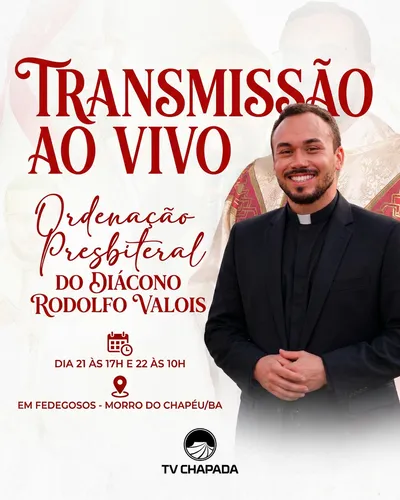 TRANSMISSÃO
AO VIVO
Ordenação
Presbiteral
DO DIÁCONO
RODOLFO VALOIS
DIA 21 ÀS 17H E 22 ÀS 10H
EM FEDEGOSOS - MORRO DO CHAPÉU/BA
TV CHAPADA